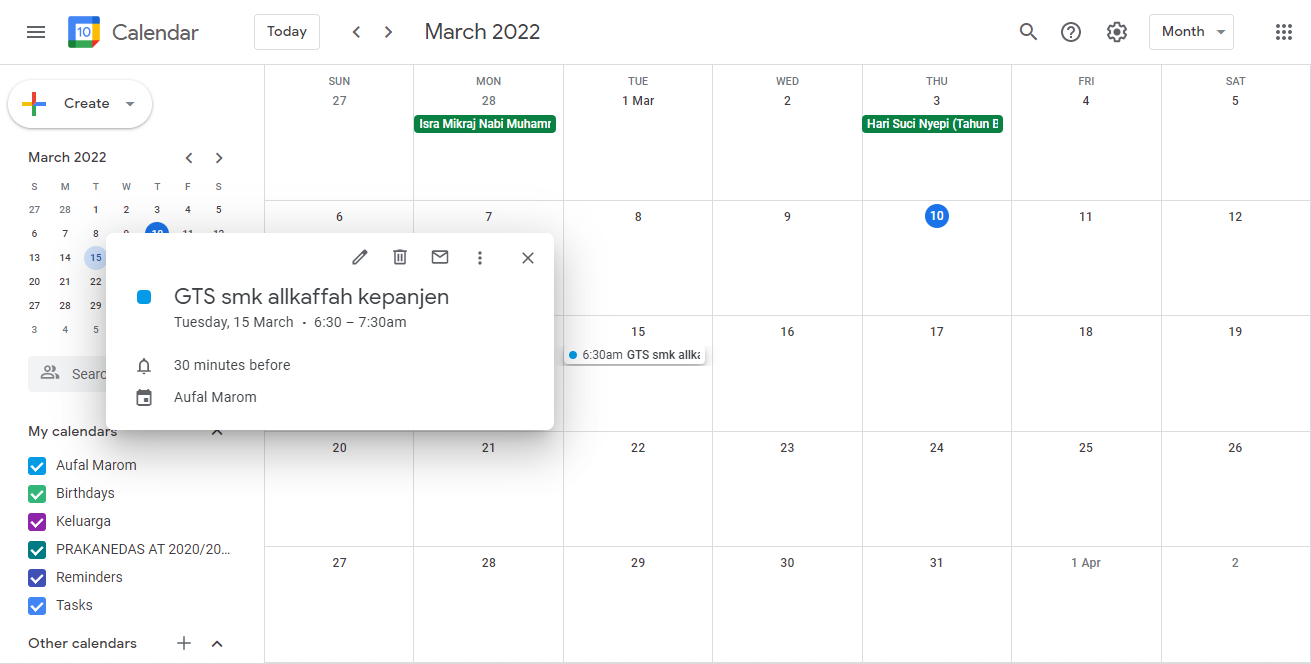 10 Calendar Today March 2022 Month
Create
March 2022
S M T W T F S
27 28 1 2 3 4 5
6 7 8 9 10 11 12
13 14 15
20 21 22
27 28 29
3 4 5
Searc
My calendars
Aufal Marom
Birthdays
Keluarga
PRAKANEDAS AT 2020/20...
Reminders
Tasks
Other calendars
SUN MON TUE WED THU FRI SAT
27 28 1 Mar 2 3 4 5
Isra Mikraj Nabi Muhamm Hari Suci Nyepi (Tahun B
6 7 8 9 10 11 12
GTS smk allkaffah kepanjen
Tuesday, 15 March • 6:30 – 7:30am
30 minutes before
Aufal Marom
15 16 17 18 19
6:30am GTS smk allka
20 21 22 23 24 25 26
27 28 29 30 31 1 Apr 2